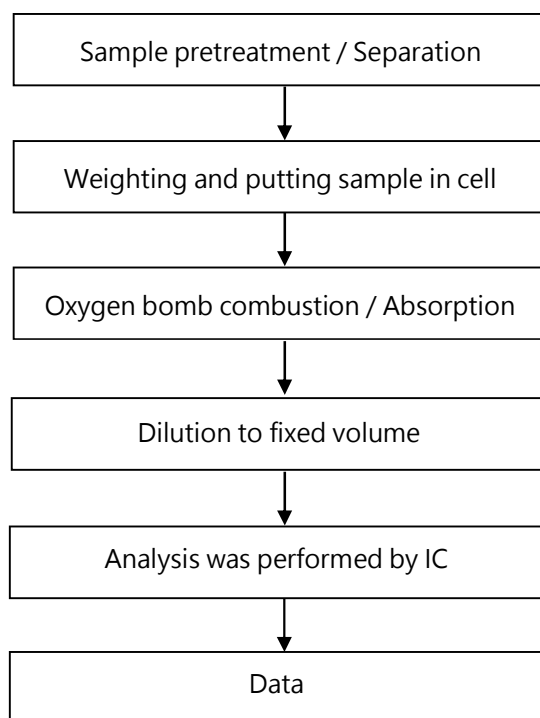 Sample pretreatment / Separation
Weighting and putting sample in cell
Oxygen bomb combustion / Absorption
Dilution to fixed volume
Analysis was performed by IC
Data